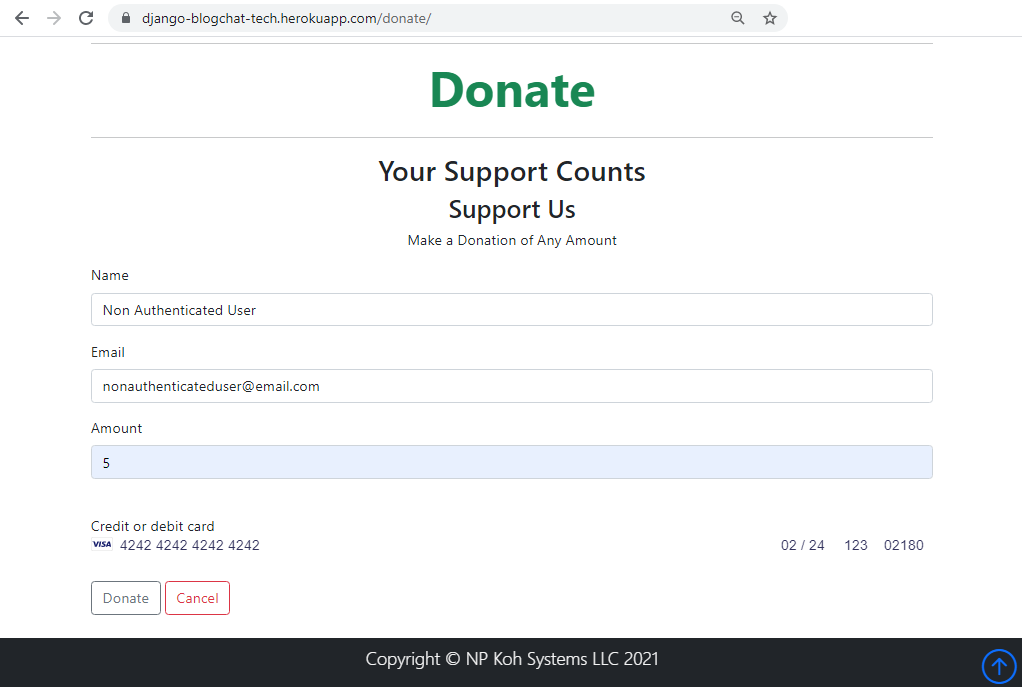 django-blogchat-tech.herokuapp.com/donate/
Donate
Your Support Counts
Support Us
Make a Donation of Any Amount
Name
Non Authenticated User
Email
nonauthenticateduser@email.com
Amount
5
Credit or debit card
VISA 4242 4242 4242 4242 02 / 24 123 02180
Donate Cancel
Copyright © NP Koh Systems LLC 2021